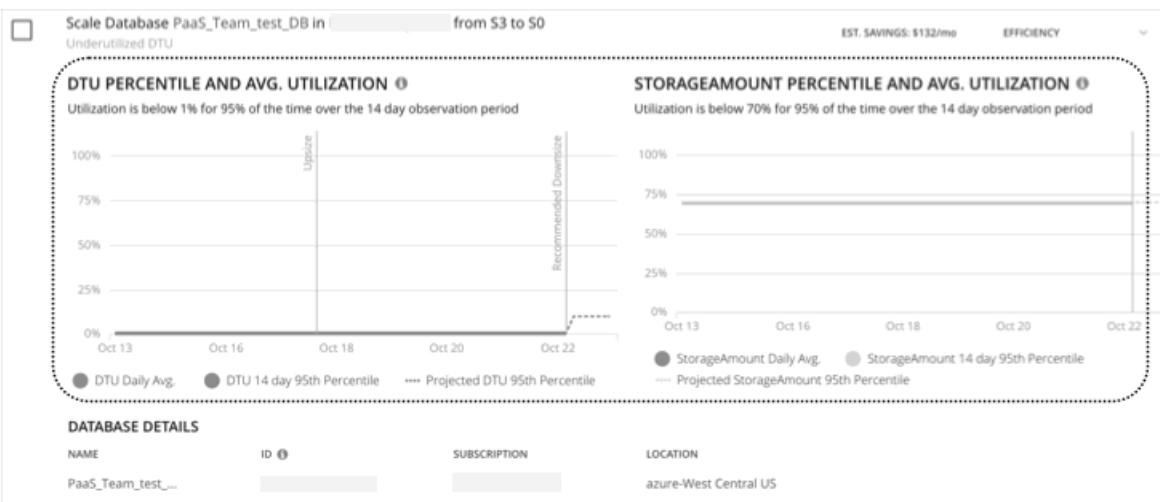 Scale Database PaaS_Team_test_DB in from S3 to S0
EST. SAVINGS: $132/mo EFFICIENCY
Underutilized DTU
DTU PERCENTILE AND AVG. UTILIZATION
Utilization is below 1% for 95% of the time over the 14 day observation period
100%
75%
50%
25%
0%
Upsize
Recommended Downsize
Oct 13 Oct 16 Oct 18 Oct 20 Oct 22
DTU Daily Avg. DTU 14 day 95th Percentile Projected DTU 95th Percentile
STORAGEAMOUNT PERCENTILE AND AVG. UTILIZATION
Utilization is below 70% for 95% of the time over the 14 day observation period
100%
75%
50%
25%
0%
Oct 13 Oct 16 Oct 18 Oct 20 Oct 22
StorageAmount Daily Avg. StorageAmount 14 day 95th Percentile
Projected StorageAmount 95th Percentile
DATABASE DETAILS
NAME ID SUBSCRIPTION LOCATION
PaaS_Team_test_... azure-West Central US